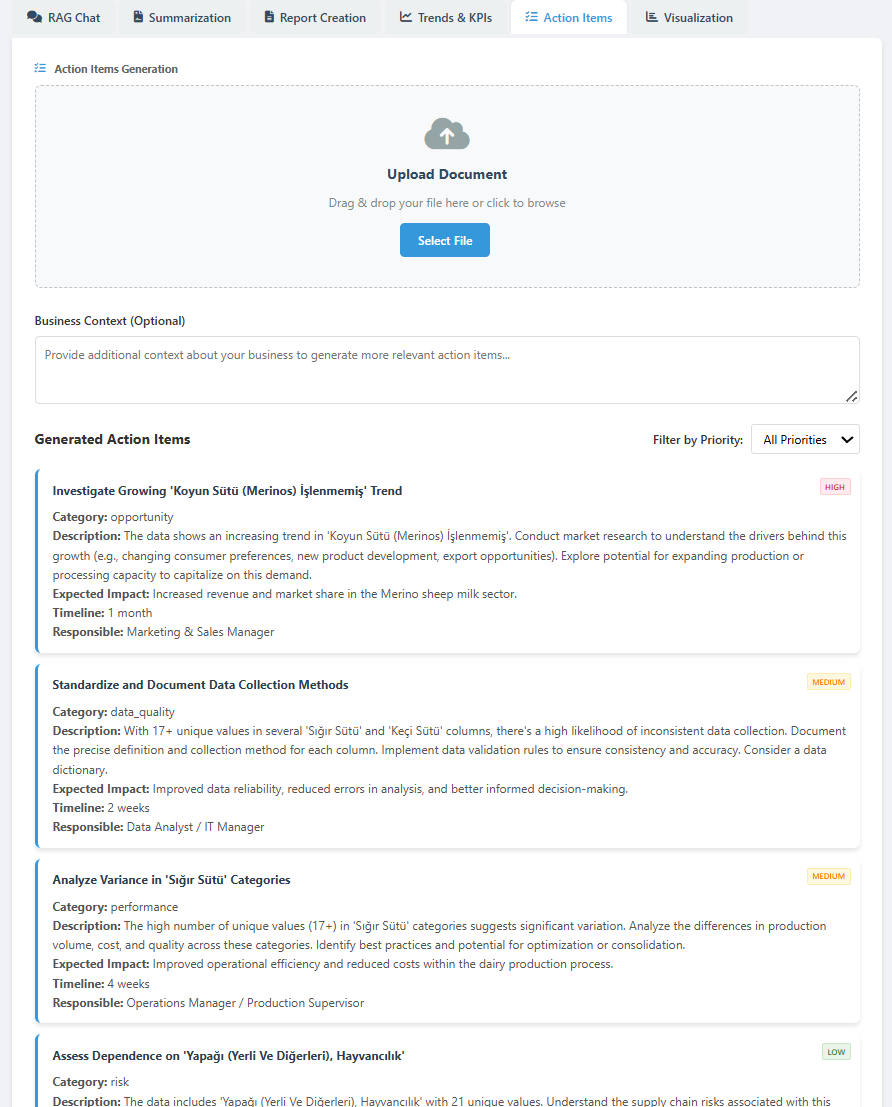 RAG Chat
Summarization
Report Creation
Trends & KPIs
Action Items
Visualization
Action Items Generation
Upload Document
Drag & drop your file here or click to browse
Select File
Business Context (Optional)
Provide additional context about your business to generate more relevant action items...
Generated Action Items
Filter by Priority:
All Priorities
Investigate Growing 'Koyun Sütü (Merinos) İşlenmemiş' Trend
HIGH
Category: opportunity
Description: The data shows an increasing trend in 'Koyun Sütü (Merinos) İşlenmemiş'. Conduct market research to understand the drivers behind this
growth (e.g., changing consumer preferences, new product development, export opportunities). Explore potential for expanding production or
processing capacity to capitalize on this demand.
Expected Impact: Increased revenue and market share in the Merino sheep milk sector.
Timeline: 1 month
Responsible: Marketing & Sales Manager
Standardize and Document Data Collection Methods
MEDIUM
Category: data_quality
Description: With 17+ unique values in several 'Sığır Sütü' and 'Keçi Sütü' columns, there's a high likelihood of inconsistent data collection. Document
the precise definition and collection method for each column. Implement data validation rules to ensure consistency and accuracy. Consider a data
dictionary.
Expected Impact: Improved data reliability, reduced errors in analysis, and better informed decision-making.
Timeline: 2 weeks
Responsible: Data Analyst / IT Manager
Analyze Variance in 'Sığır Sütü' Categories
MEDIUM
Category: performance
Description: The high number of unique values (17+) in 'Sığır Sütü' categories suggests significant variation. Analyze the differences in production
volume, cost, and quality across these categories. Identify best practices and potential for optimization or consolidation.
Expected Impact: Improved operational efficiency and reduced costs within the dairy production process.
Timeline: 4 weeks
Responsible: Operations Manager / Production Supervisor
Assess Dependence on 'Yapağı (Yerli Ve Diğerleri), Hayvancılık'
LOW
Category: risk
Description: The data includes 'Yapağı (Yerli Ve Diğerleri), Hayvancılık' with 21 unique values. Understand the supply chain risks associated with this